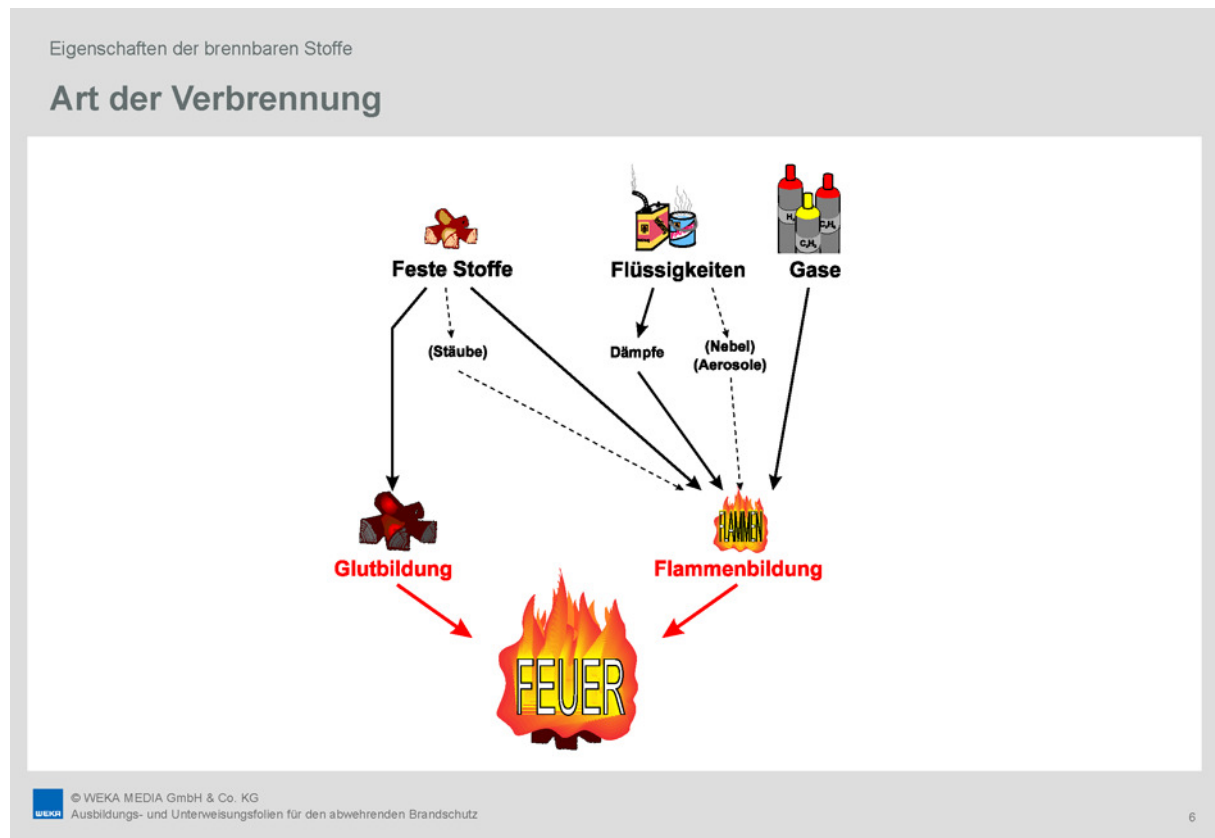 Eigenschaften der brennbaren Stoffe
Art der Verbrennung
Feste Stoffe
Flüssigkeiten
Gase
(Stäube)
Dämpfe
(Nebel)
(Aerosole)
FLAMMEN
Glutbildung
Flammenbildung
FEUER
WEKA
© WEKA MEDIA GmbH & Co. KG
Ausbildungs- und Unterweisungsfolien für den abwehrenden Brandschutz
6